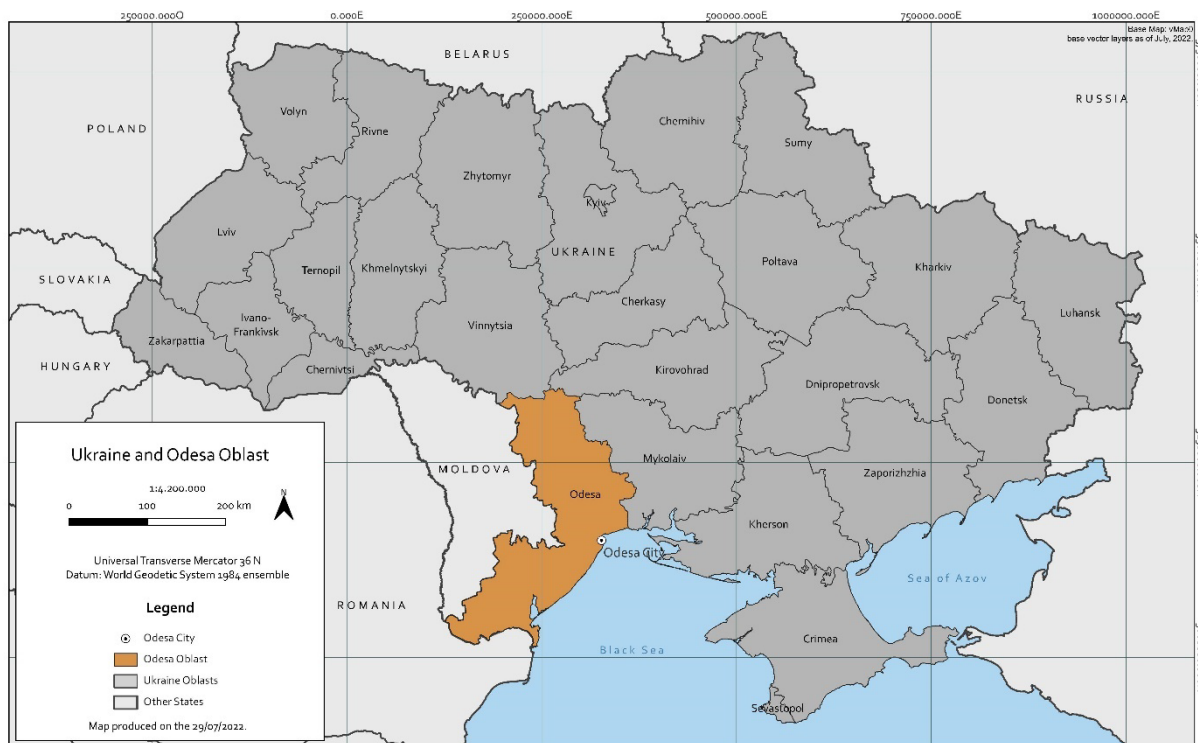 250000.000O 0.000E 250000.000E 500000.000E 750000.000E 1000000.000E
Base Map: vMap0
base vector layers as of July, 2022.
BELARUS
RUSSIA
POLAND
Volyn
Rivne
Chernihiv
Sumy
Zhytomyr
Kyiv
Lviv
UKRAINE
Ternopil
Khmelnytskyi
Poltava
Kharkiv
SLOVAKIA
Cherkasy
Luhansk
Ivano-
Frankivsk
Vinnytsia
Zakarpattia
HUNGARY
Chernivtsi
Kirovohrad
Dnipropetrovsk
Donetsk
MOLDOVA
Mykolaiv
Zaporizhzhia
Odesa
Kherson
Odesa City
Sea of Azov
ROMANIA
Crimea
Black Sea
Sevastopol
Ukraine and Odesa Oblast
1:4.200.000
N
0 100 200 km
Universal Transverse Mercator 36 N
Datum: World Geodetic System 1984 ensemble
Legend
Odesa City
Odesa Oblast
Ukraine Oblasts
Other States
Map produced on the 29/07/2022.